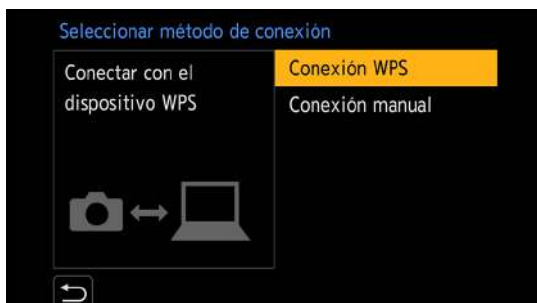 Seleccionar método de conexión
Conectar con el
dispositivo WPS
Conexión WPS
Conexión manual